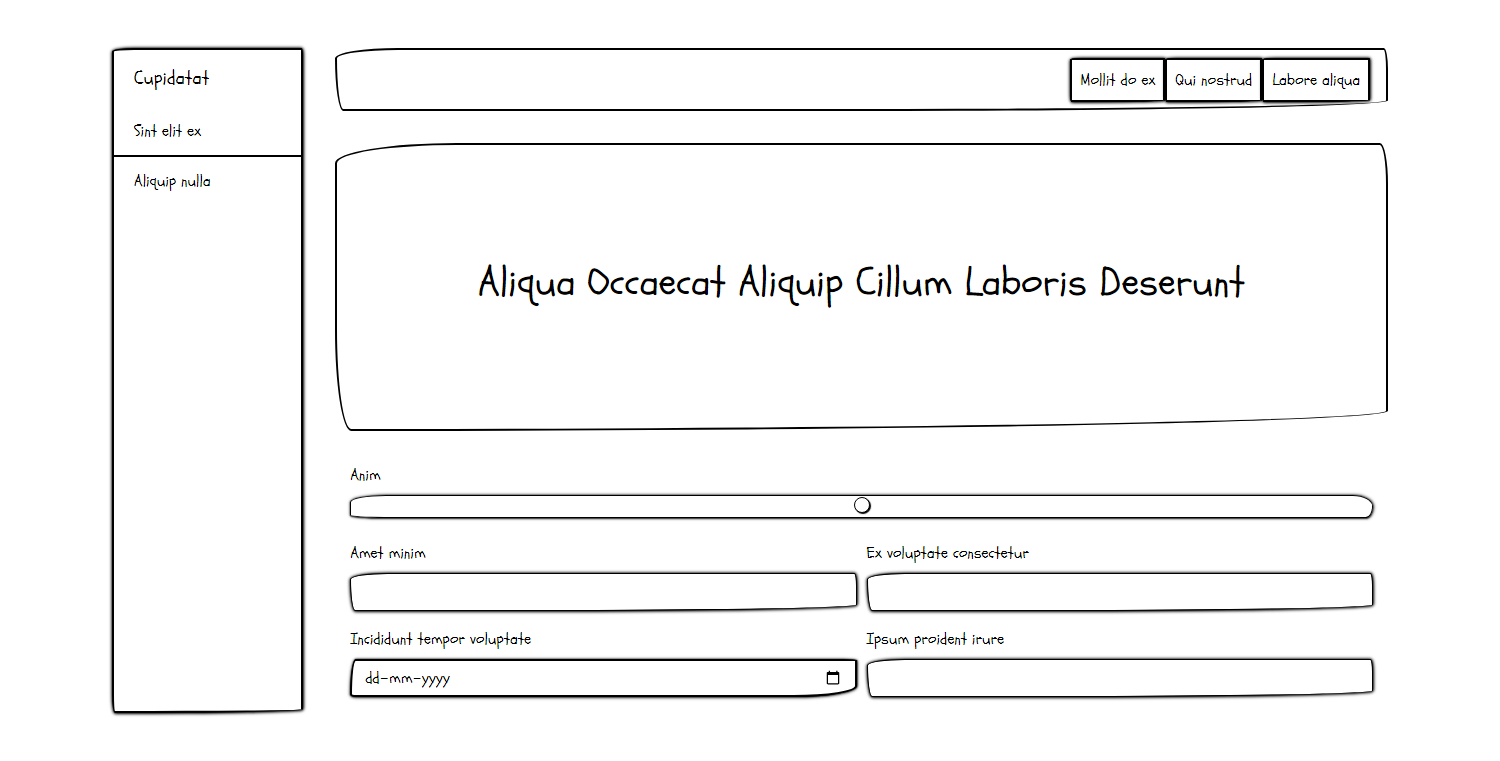 Cupidatat
Sint elit ex
Aliquip nulla
Mollit do ex
Qui nostrud
Labore aliqua
Aliqua Occaecat Aliquip Cillum Laboris Deserunt
Anim
Amet minim
Ex voluptate consectetur
Incididunt tempor voluptate
Ipsum proident irure
dd-mm-yyyy